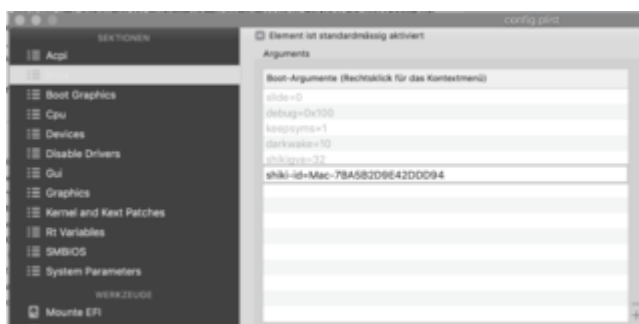 config.plist
SEKTIONEN
Acpi
Boot Graphics
Cpu
Devices
Disable Drivers
Gui
Graphics
Kernel and Kext Patches
Rt Variables
SMBIOS
System Parameters
WERKZEUGE
Mounte EFI
Element ist standardmässig aktiviert
Arguments
Boot-Argumente (Rechtsklick für das Kontextmenü)
slide=0
debug=0x100
keepsyms=1
darkwake=10
shikigva=32
shiki-id=Mac-7BA5B2D9E42DDD94